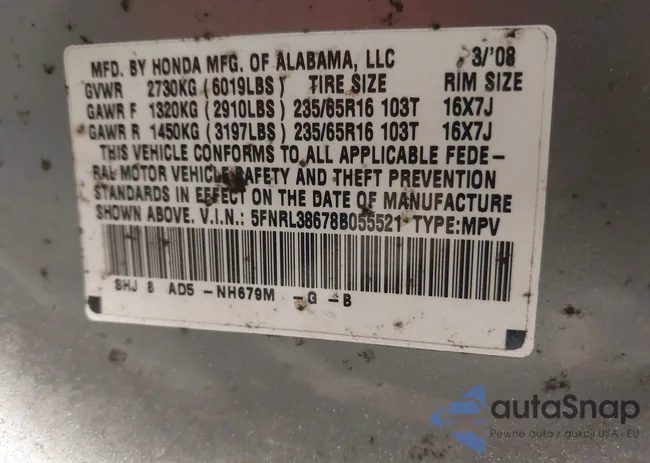 MFD. BY HONDA MFG. OF ALABAMA, LLC 3/'08
GVWR 2730KG (6019LBS) TIRE SIZE RIM SIZE
GAWR F 1320KG (2910LBS) 235/65R16 103T 16X7J
GAWR R 1450KG (3197LBS) 235/65R16 103T 16X7J
THIS VEHICLE CONFORMS TO ALL APPLICABLE FEDE-
RAL MOTOR VEHICLE SAFETY AND THEFT PREVENTION
STANDARDS IN EFFECT ON THE DATE OF MANUFACTURE
SHOWN ABOVE. V.I.N.: 5FNRL38678B055521 TYPE:MPV
SHJ 8 AD5 -NH679M -G -B
autaSnap
Pewne auta z aukcji USA i EU